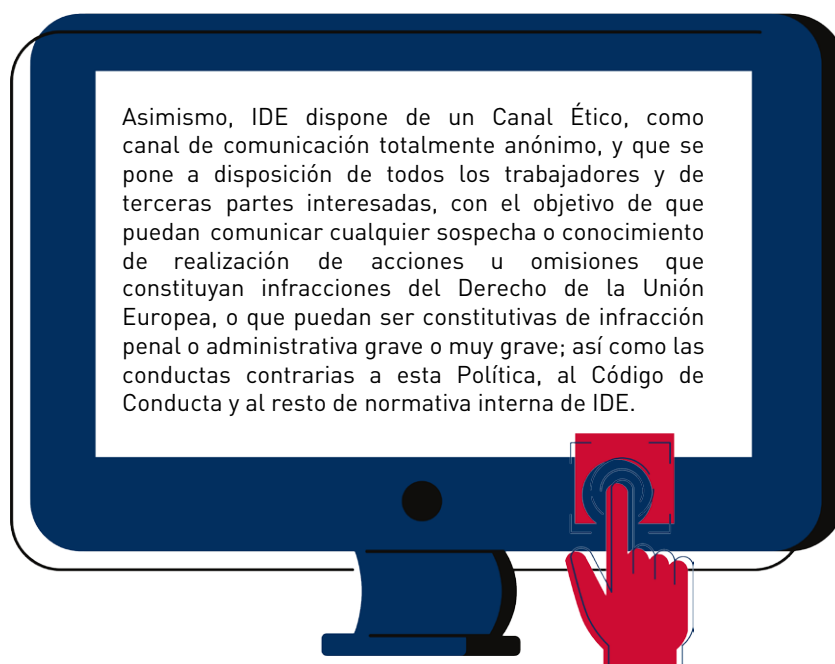 Asimismo, IDE dispone de un Canal Ético, como
canal de comunicación totalmente anónimo, y que se
pone a disposición de todos los trabajadores y de
terceras partes interesadas, con el objetivo de que
puedan comunicar cualquier sospecha o conocimiento
de realización de acciones u omisiones que
constituyan infracciones del Derecho de la Unión
Europea, o que puedan ser constitutivas de infracción
penal o administrativa grave o muy grave; así como las
conductas contrarias a esta Política, al Código de
Conducta y al resto de normativa interna de IDE.